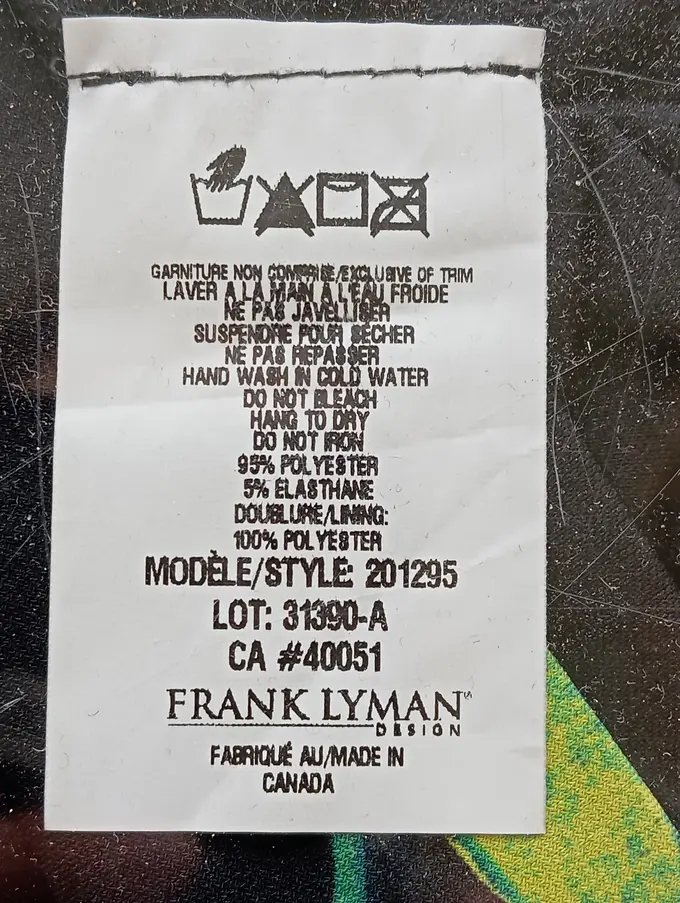 GARNITURE NON COMPRISE/EXCLUSIVE OF TRIM
LAVER A LA MAIN A L'EAU FROIDE
NE PAS JAVELLISER
SUSPENDRE POUR SECHER
NE PAS REPASSER
HAND WASH IN COLD WATER
DO NOT BLEACH
HANG TO DRY
DO NOT IRON
95% POLYESTER
5% ELASTHANE
DOUBLURE/LINING:
100% POLYESTER
MODÈLE/STYLE: 201295
LOT: 31390-A
CA #40051
FRANK LYMAN
DESIGN
FABRIQUÉ AU/MADE IN
CANADA